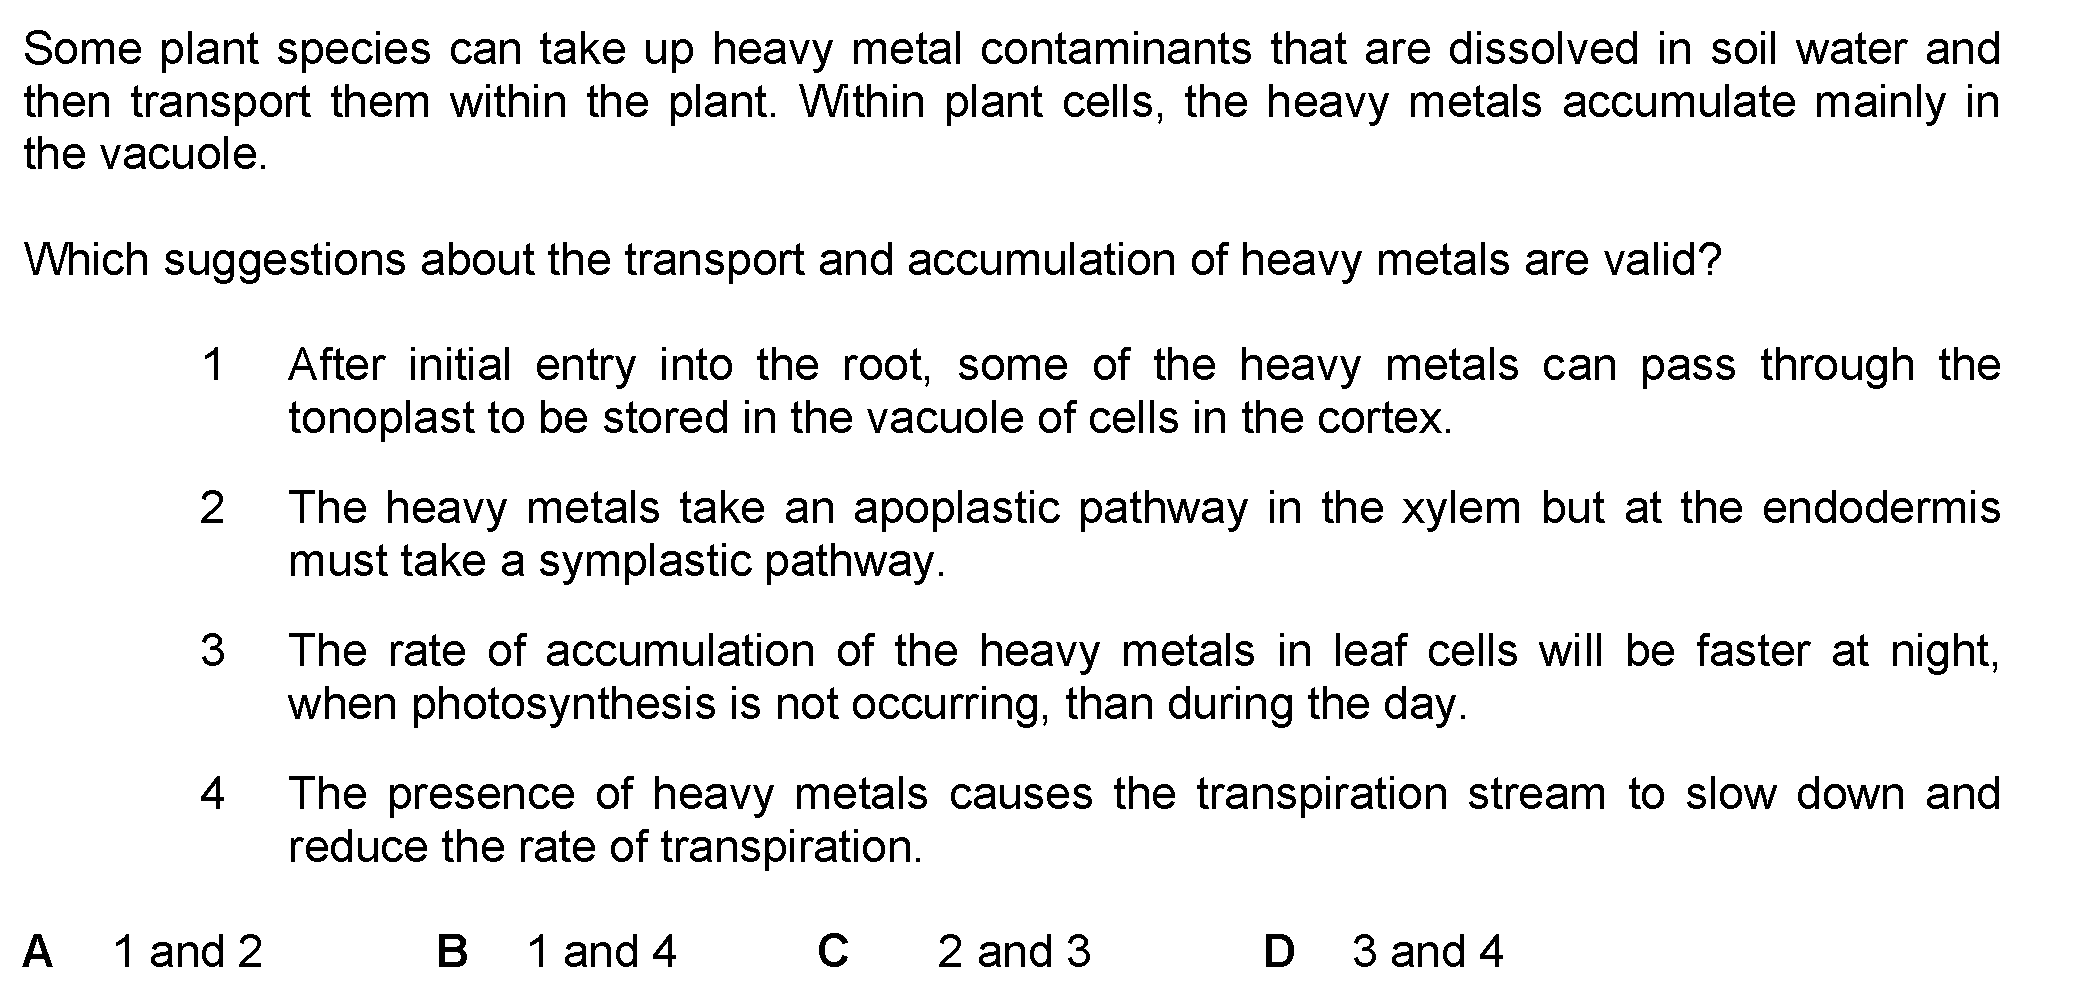 Some plant species can take up heavy metal contaminants that are dissolved in soil water and
then transport them within the plant. Within plant cells, the heavy metals accumulate mainly in
the vacuole.
Which suggestions about the transport and accumulation of heavy metals are valid?
1 After initial entry into the root, some of the heavy metals can pass through the
tonoplast to be stored in the vacuole of cells in the cortex.
2 The heavy metals take an apoplastic pathway in the xylem but at the endodermis
must take a symplastic pathway.
3 The rate of accumulation of the heavy metals in leaf cells will be faster at night,
when photosynthesis is not occurring, than during the day.
4 The presence of heavy metals causes the transpiration stream to slow down and
reduce the rate of transpiration.
A 1 and 2 B 1 and 4 C 2 and 3 D 3 and 4